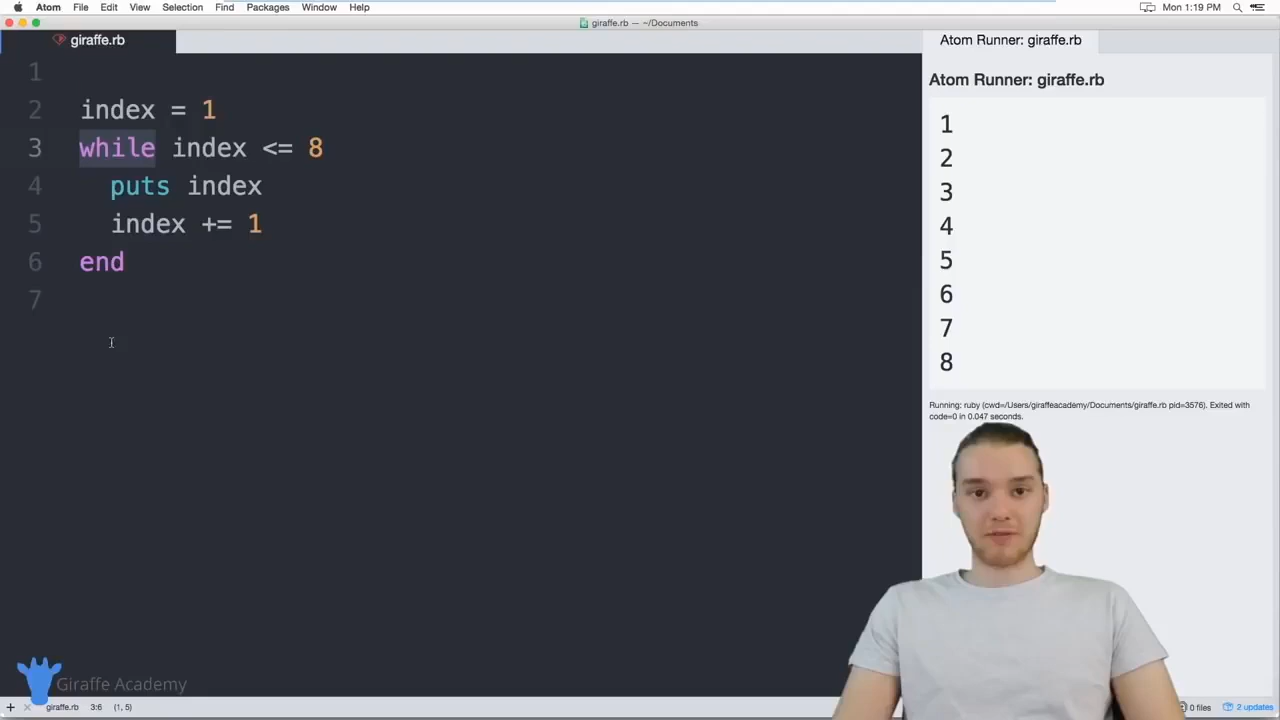 Atom File Edit View Selection Find Packages Window Help Mon 1:19 PM
giraffe.rb — ~/Documents
giraffe.rb
Atom Runner: giraffe.rb
Atom Runner: giraffe.rb
1
2 index = 1
3 while index <= 8
4 puts index
5 index += 1
6 end
7
1
2
3
4
5
6
7
8
Running: ruby (cwd=/Users/giraffeacademy/Documents/giraffe.rb pid=3576). Exited with
code=0 in 0.047 seconds.
Giraffe Academy
giraffe.rb 3:6 (1, 5) 0 files 2 updates